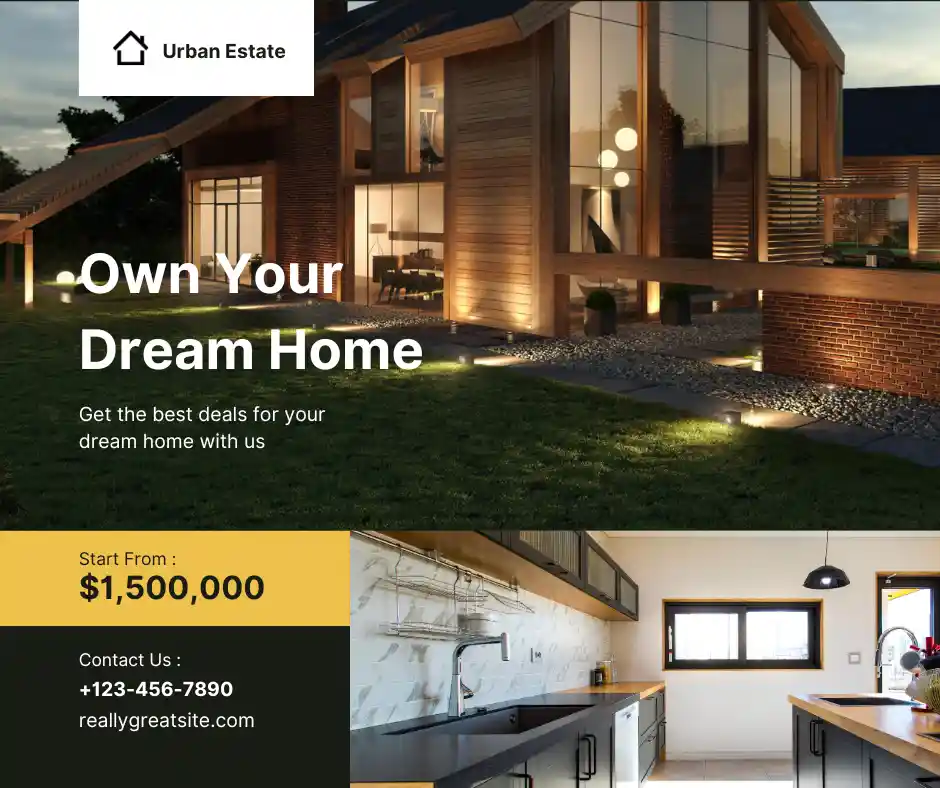 Urban Estate
Own Your
Dream Home
Get the best deals for your
dream home with us
Start From :
$1,500,000
Contact Us :
+123-456-7890
reallygreatsite.com